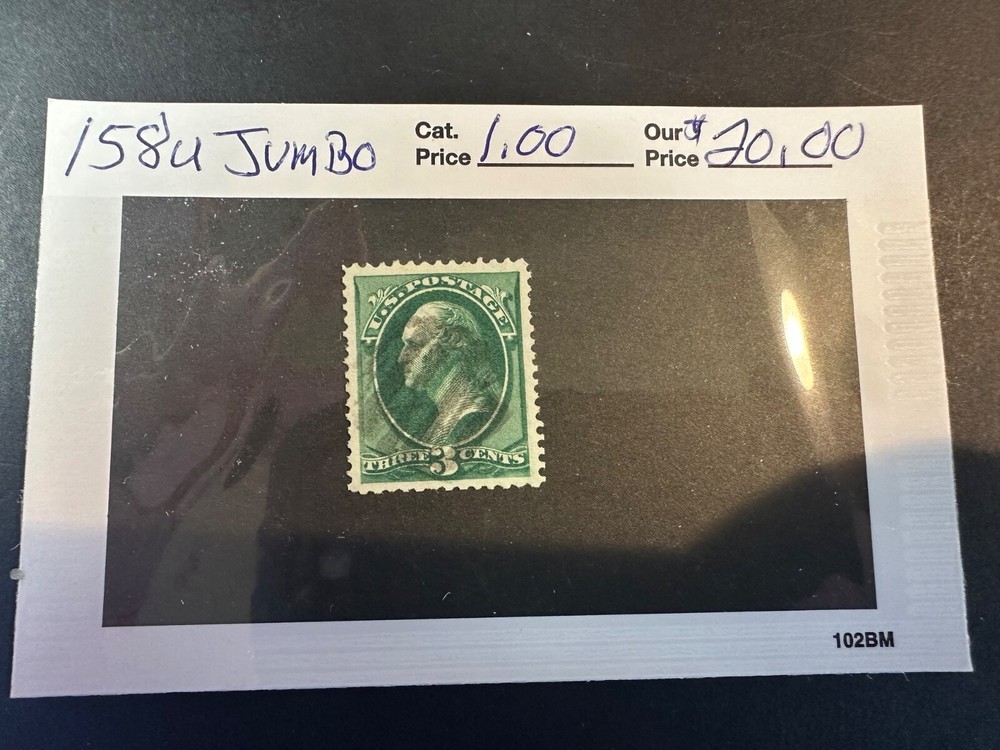 158u JUMBO Cat. Price 1.00 Our Price $20.00
U.S. POSTAGE
THREE 3 CENTS
102BM